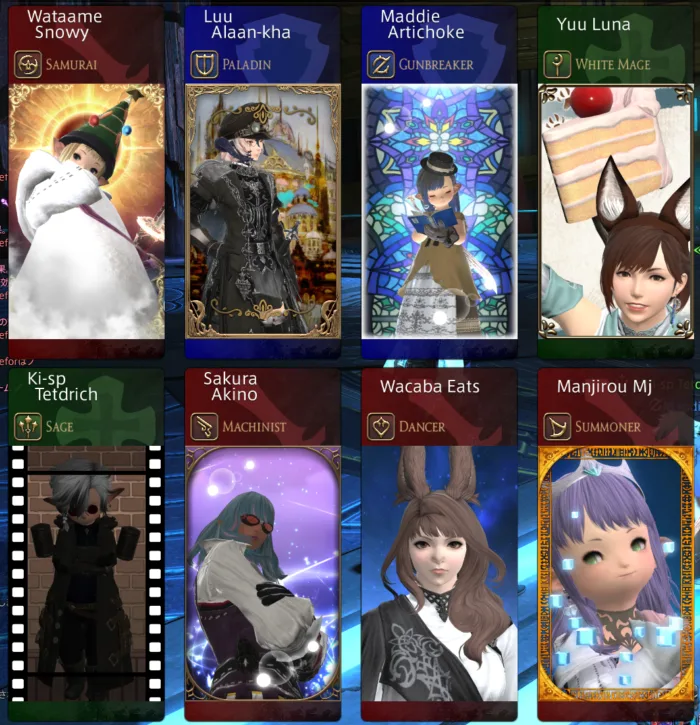 Wataame
Snowy
SAMURAI
Luu
Alaan-kha
PALADIN
Maddie
Artichoke
GUNBREAKER
Yuu Luna
WHITE MAGE
Ki-sp
Tetdrich
SAGE
Sakura
Akino
MACHINIST
Wacaba Eats
DANCER
Manjirou Mj
SUMMONER